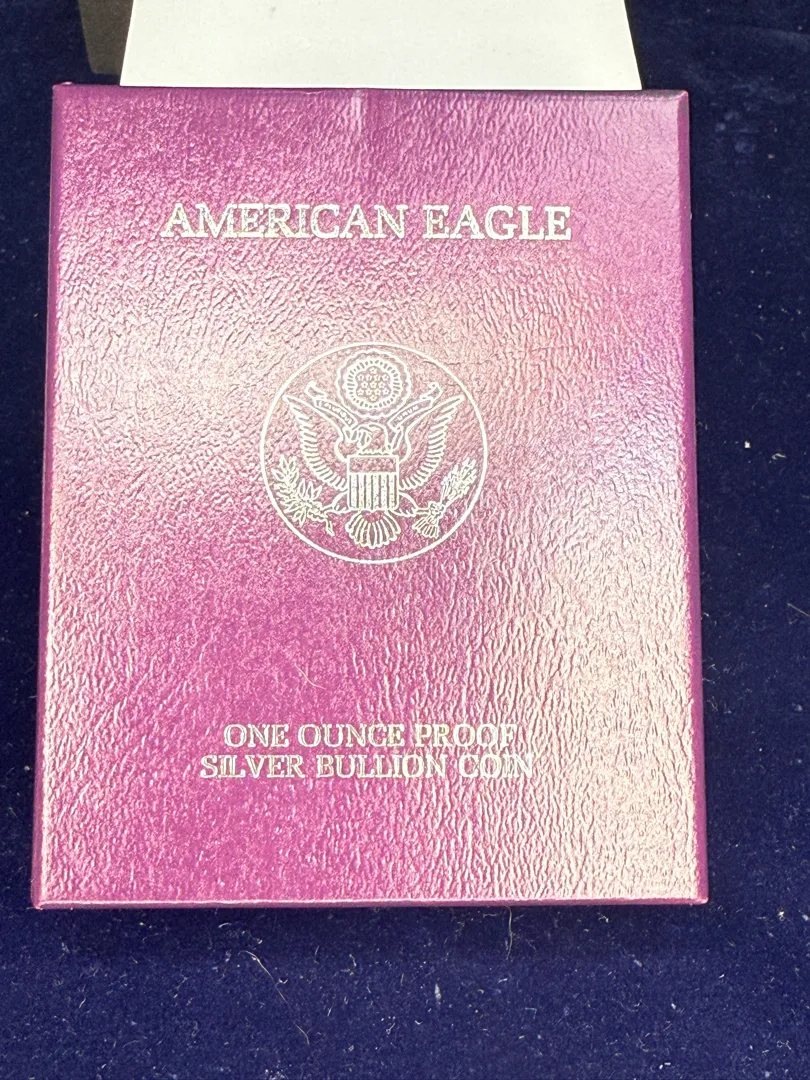 AMERICAN EAGLE
ONE OUNCE PROOF
SILVER BULLION COIN